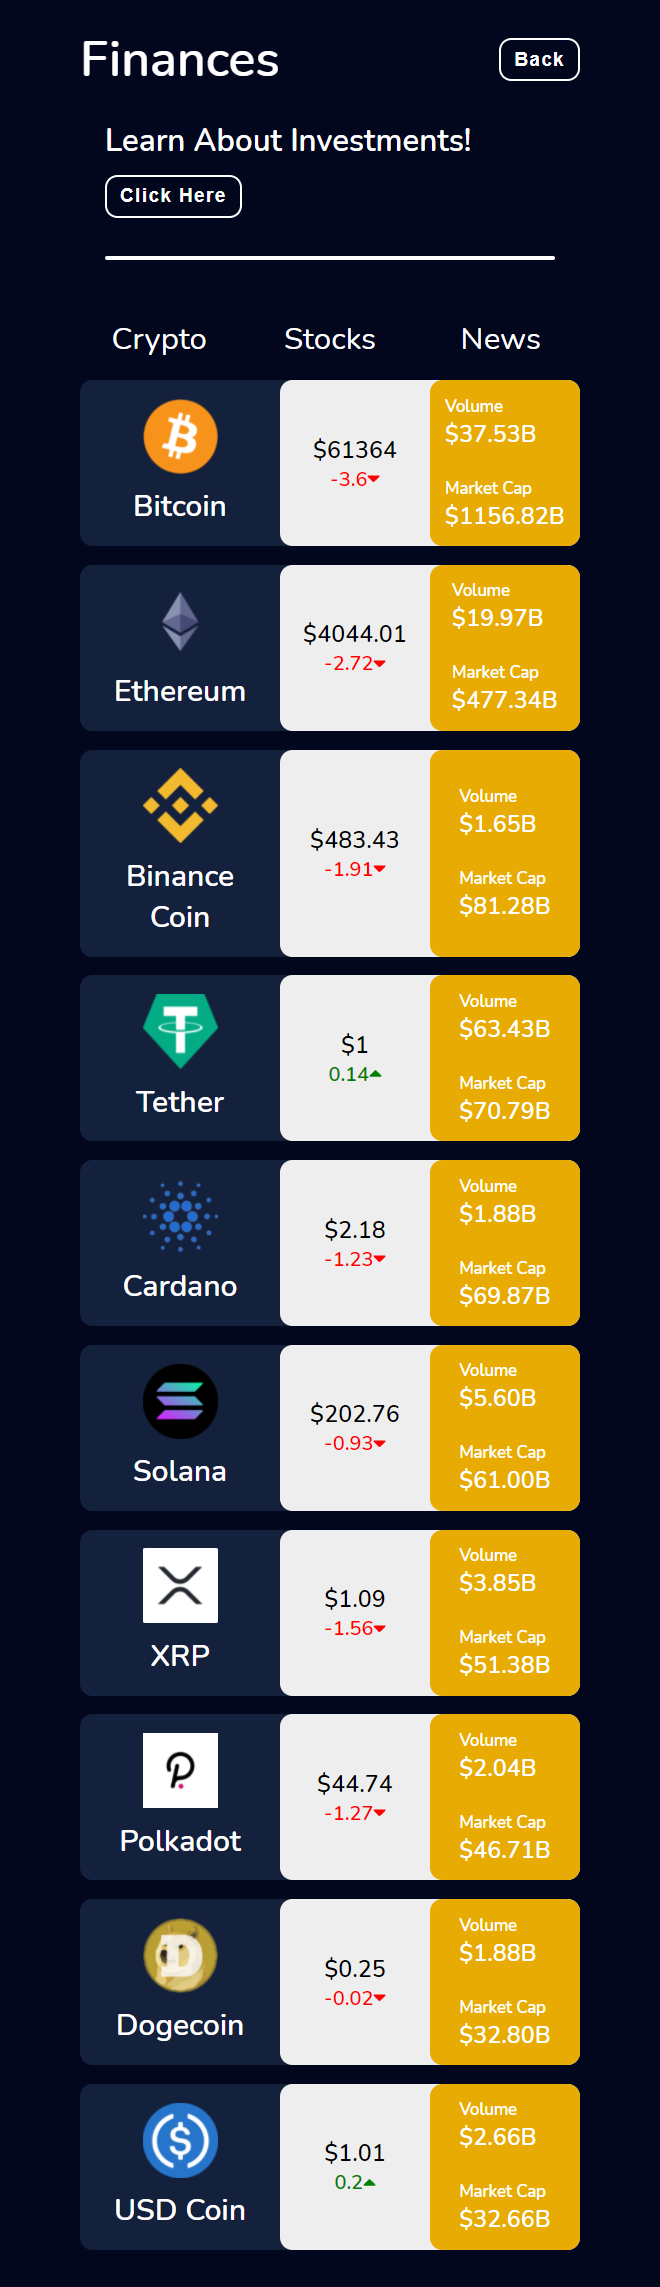 Finances
Back
Learn About Investments!
Click Here
Crypto Stocks News
Bitcoin
$61364
-3.6
Volume
$37.53B
Market Cap
$1156.82B
Ethereum
$4044.01
-2.72
Volume
$19.97B
Market Cap
$477.34B
Binance
Coin
$483.43
-1.91
Volume
$1.65B
Market Cap
$81.28B
Tether
$1
0.14
Volume
$63.43B
Market Cap
$70.79B
Cardano
$2.18
-1.23
Volume
$1.88B
Market Cap
$69.87B
Solana
$202.76
-0.93
Volume
$5.60B
Market Cap
$61.00B
XRP
$1.09
-1.56
Volume
$3.85B
Market Cap
$51.38B
Polkadot
$44.74
-1.27
Volume
$2.04B
Market Cap
$46.71B
Dogecoin
$0.25
-0.02
Volume
$1.88B
Market Cap
$32.80B
USD Coin
$1.01
0.2
Volume
$2.66B
Market Cap
$32.66B